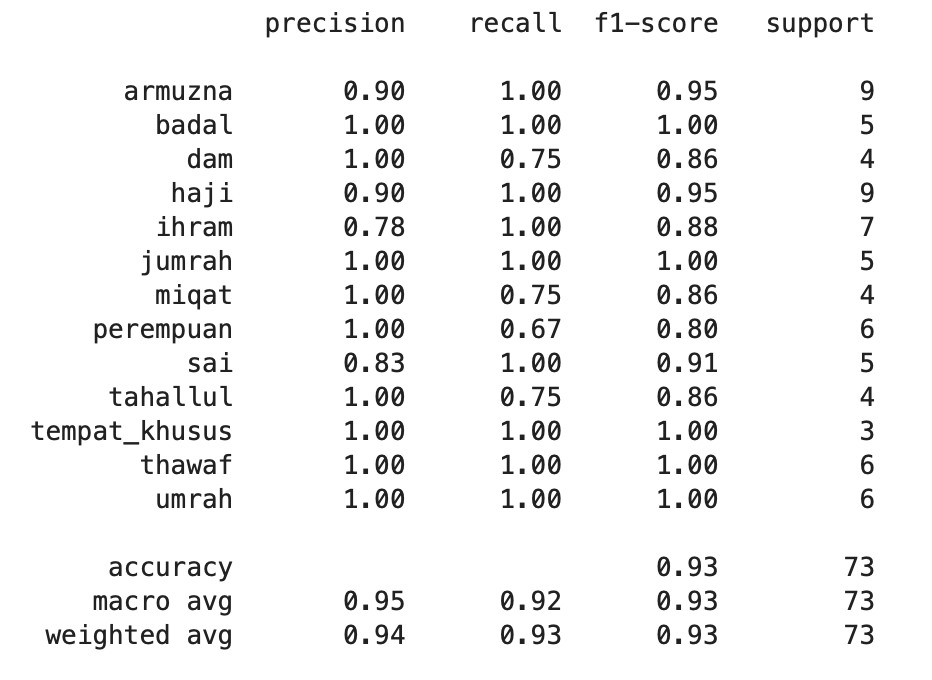 precision recall f1-score support
armuzna 0.90 1.00 0.95 9
badal 1.00 1.00 1.00 5
dam 1.00 0.75 0.86 4
haji 0.90 1.00 0.95 9
ihram 0.78 1.00 0.88 7
jumrah 1.00 1.00 1.00 5
miqat 1.00 0.75 0.86 4
perempuan 1.00 0.67 0.80 6
sai 0.83 1.00 0.91 5
tahallul 1.00 0.75 0.86 4
tempat_khusus 1.00 1.00 1.00 3
thawaf 1.00 1.00 1.00 6
umrah 1.00 1.00 1.00 6
accuracy 0.93 73
macro avg 0.95 0.92 0.93 73
weighted avg 0.94 0.93 0.93 73